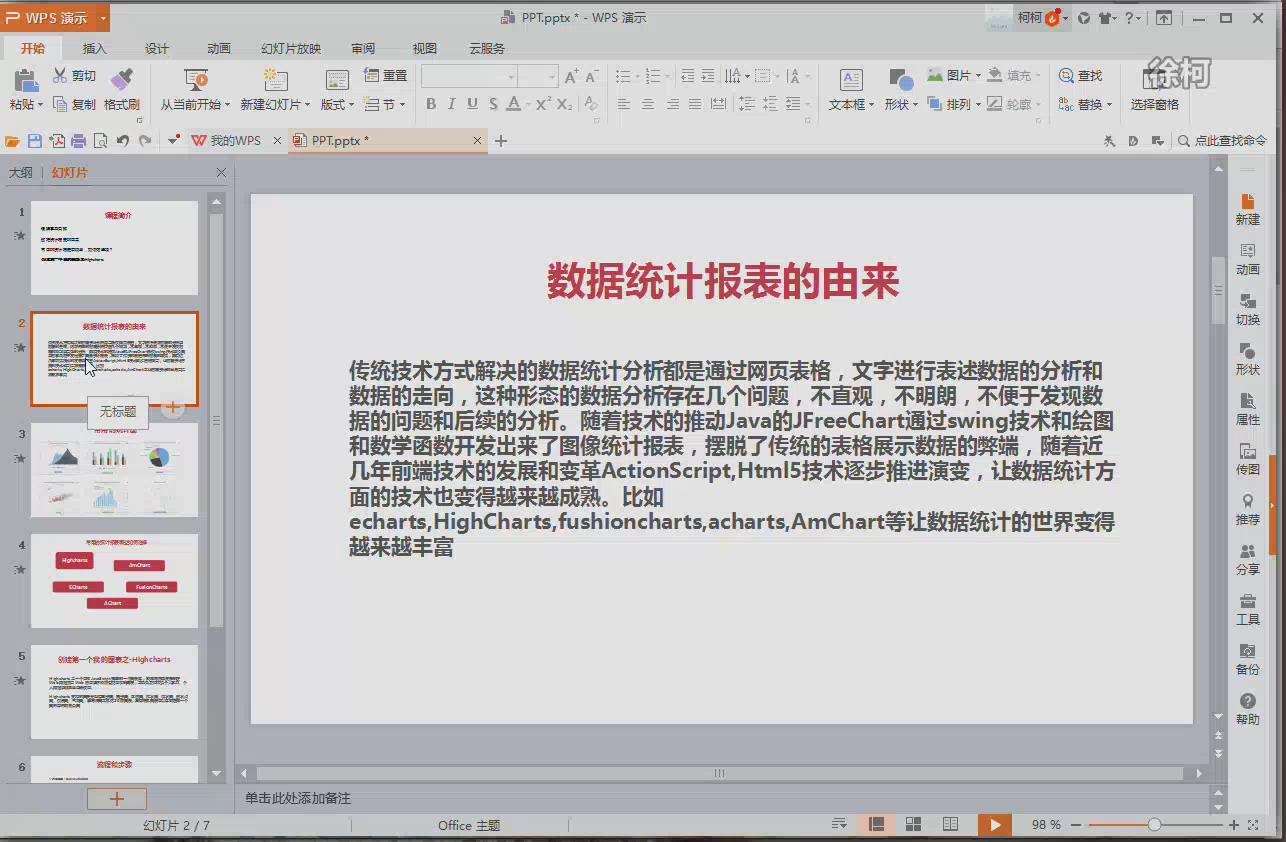 WPS 演示
PPT.pptx * - WPS 演示
柯柯
开始 插入 设计 动画 幻灯片放映 审阅 视图 云服务
徐柯
粘贴 剪切 复制 格式刷 从当前开始 新建幻灯片 版式 重置 节
B I U S A X² X₂
文本框 形状 图片 排列 填充 轮廓 查找 替换 选择窗格
我的WPS PPT.pptx * 点此查找命令
大纲 幻灯片
1
课程简介
2
数据统计报表的由来
无标题
3
4
Highcharts
AmChart
ECharts
FusionCharts
AChart
5
创建第一个我的图表之-Highcharts
6
流程和步骤
数据统计报表的由来
传统技术方式解决的数据统计分析都是通过网页表格，文字进行表述数据的分析和
数据的走向，这种形态的数据分析存在几个问题，不直观，不明朗，不便于发现数
据的问题和后续的分析。随着技术的推动Java的JFreeChart通过swing技术和绘图
和数学函数开发出来了图像统计报表，摆脱了传统的表格展示数据的弊端，随着近
几年前端技术的发展和变革ActionScript,Html5技术逐步推进演变，让数据统计方
面的技术也变得越来越成熟。比如
echarts,HighCharts,fushioncharts,acharts,AmChart等让数据统计的世界变得
越来越丰富
新建
动画
切换
形状
属性
传图
推荐
分享
工具
备份
帮助
单击此处添加备注
幻灯片 2 / 7 Office 主题 98 %